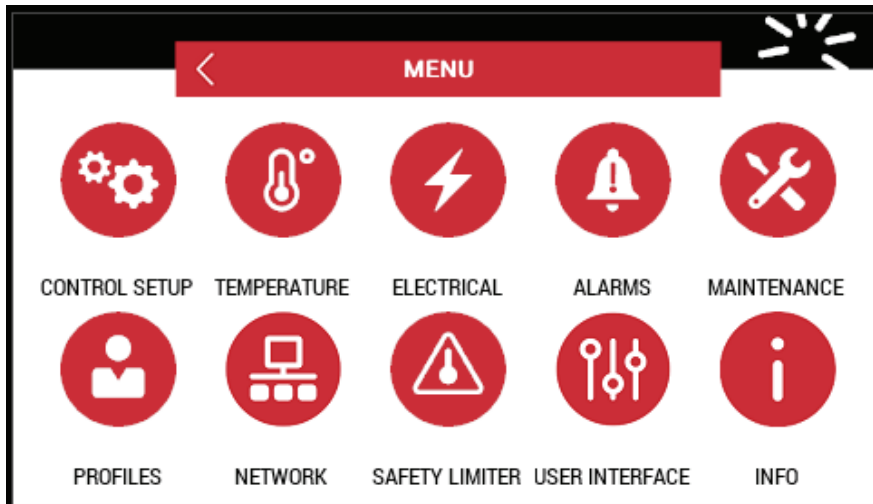 MENU
CONTROL SETUP TEMPERATURE ELECTRICAL ALARMS MAINTENANCE
PROFILES NETWORK SAFETY LIMITER USER INTERFACE INFO